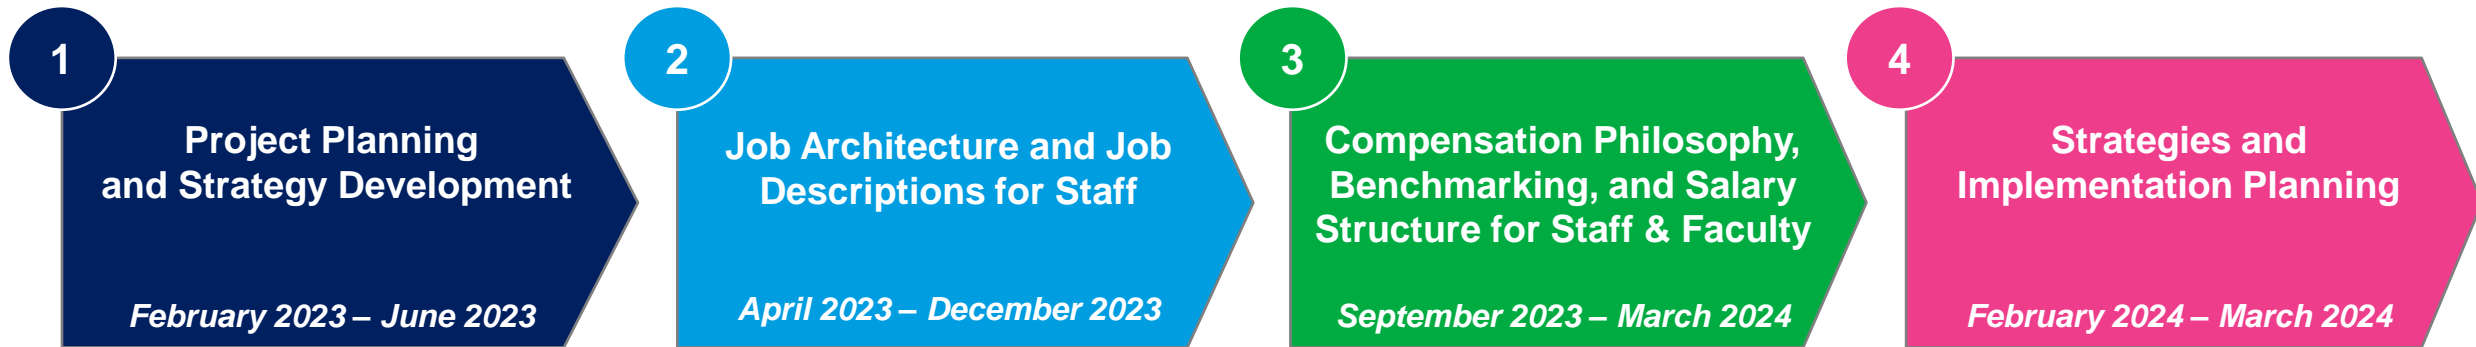 1
Project Planning
and Strategy Development
February 2023 – June 2023
2
Job Architecture and Job
Descriptions for Staff
April 2023 – December 2023
3
Compensation Philosophy,
Benchmarking, and Salary
Structure for Staff & Faculty
September 2023 – March 2024
4
Strategies and
Implementation Planning
February 2024 – March 2024